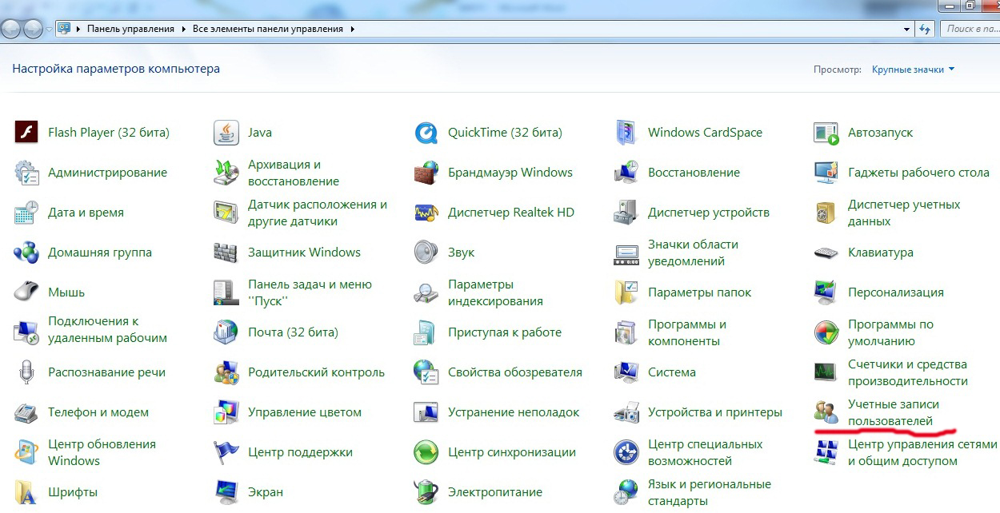 Панель управления Все элементы панели управления Поиск в па...
Настройка параметров компьютера
Просмотр: Крупные значки
Flash Player (32 бита)
Java
QuickTime (32 бита)
Windows CardSpace
Автозапуск
Администрирование
Архивация и
восстановление
Брандмауэр Windows
Восстановление
Гаджеты рабочего стола
Дата и время
Датчик расположения и
другие датчики
Диспетчер Realtek HD
Диспетчер устройств
Диспетчер учетных
данных
Домашняя группа
Защитник Windows
Звук
Значки области
уведомлений
Клавиатура
Мышь
Панель задач и меню
''Пуск''
Параметры
индексирования
Параметры папок
Персонализация
Подключения к
удаленным рабочим
Почта (32 бита)
Приступая к работе
Программы и
компоненты
Программы по
умолчанию
Распознавание речи
Родительский контроль
Свойства обозревателя
Система
Счетчики и средства
производительности
Телефон и модем
Управление цветом
Устранение неполадок
Устройства и принтеры
Учетные записи
пользователей
Центр обновления
Windows
Центр поддержки
Центр синхронизации
Центр специальных
возможностей
Центр управления сетями
и общим доступом
Шрифты
Экран
Электропитание
Язык и региональные
стандарты